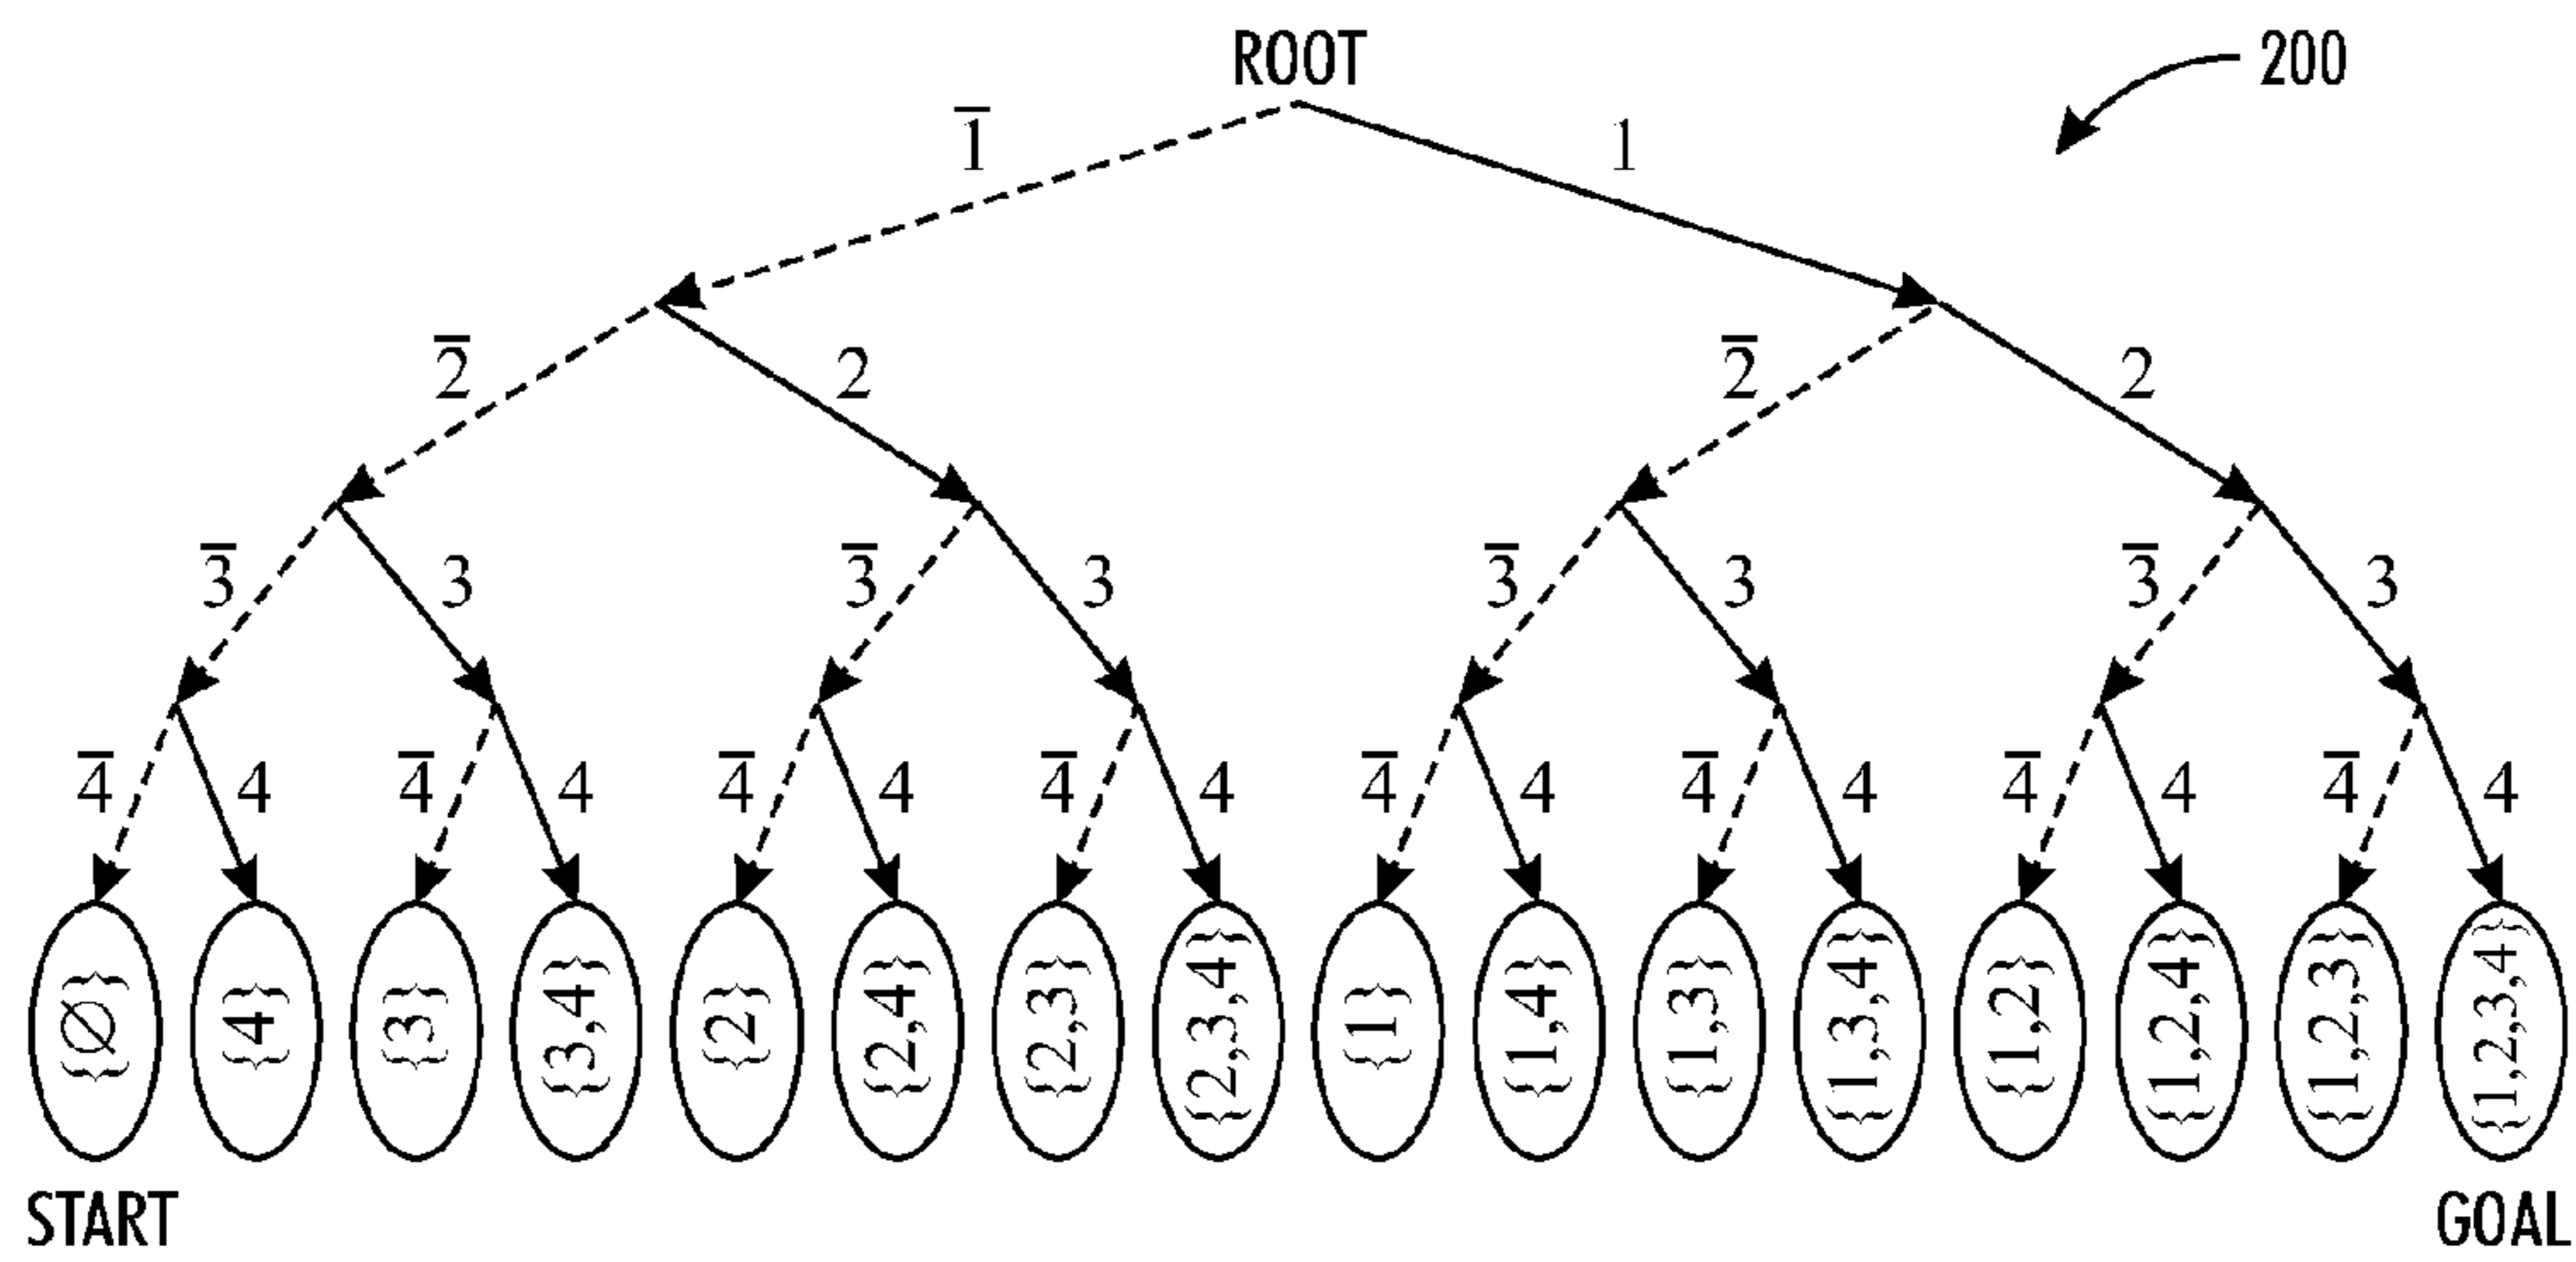 ROOT
200
1̅ 1
2̅ 2 2̅ 2
3̅ 3 3̅ 3 3̅ 3 3̅ 3
4̅ 4 4̅ 4 4̅ 4 4̅ 4 4̅ 4 4̅ 4 4̅ 4 4̅ 4
{∅} {4} {3} {3,4} {2} {2,4} {2,3} {2,3,4} {1} {1,4} {1,3} {1,3,4} {1,2} {1,2,4} {1,2,3} {1,2,3,4}
START GOAL